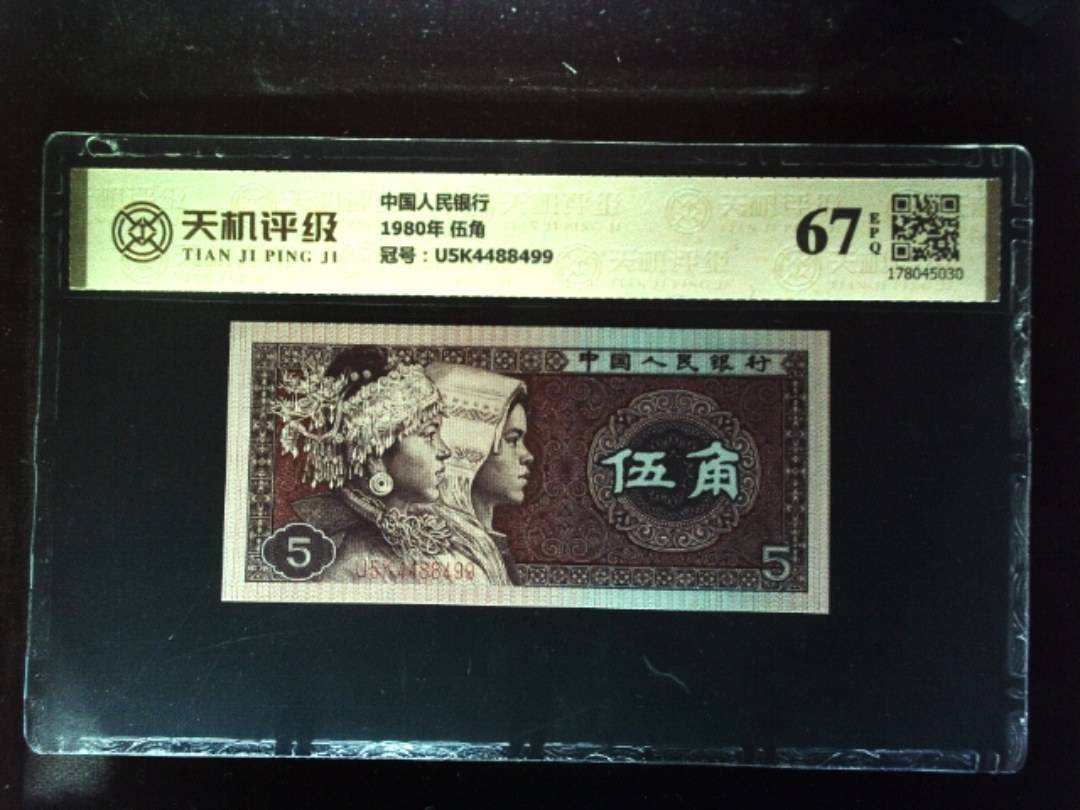 天机评级
TIAN JI PING JI
中国人民银行
1980年 伍角
冠号：U5K4488499
67
EPQ
178045030
中国人民银行
伍角
5
U5K4488499
5